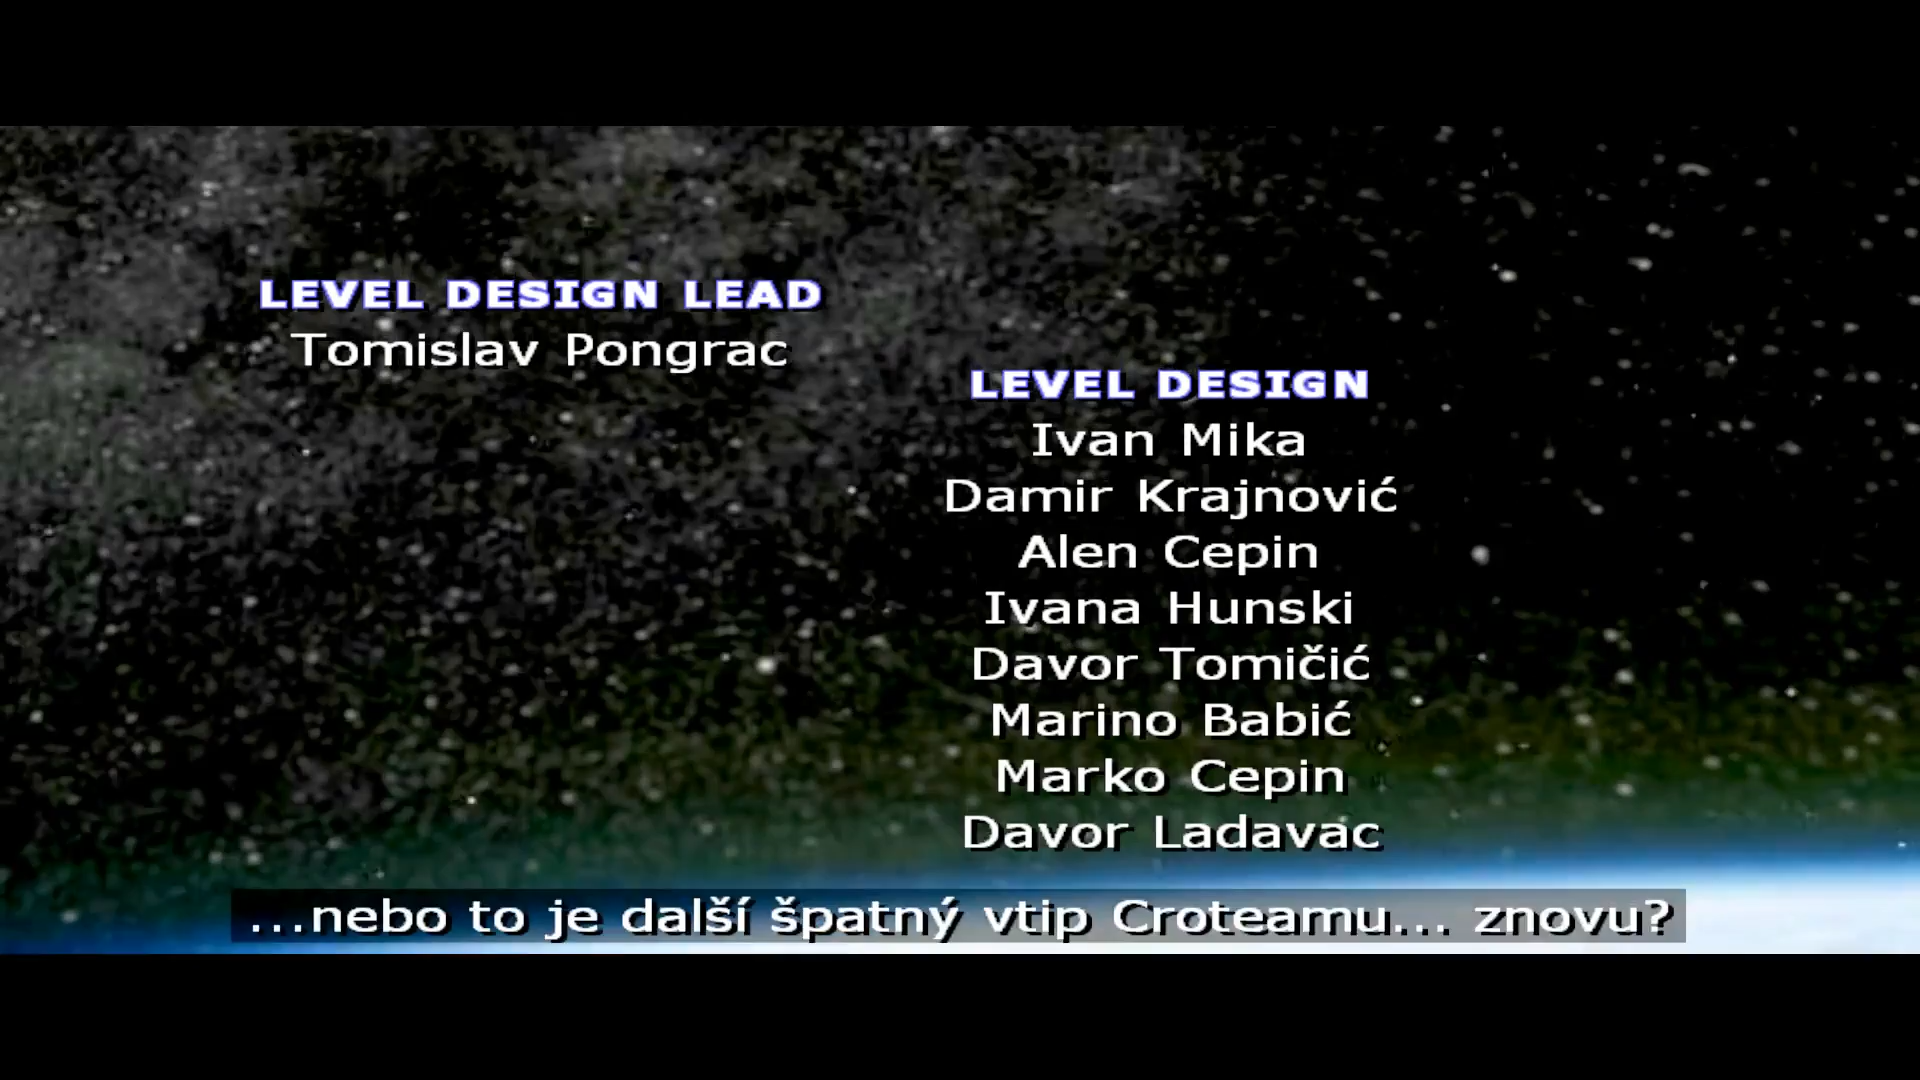 LEVEL DESIGN LEAD
Tomislav Pongrac
LEVEL DESIGN
Ivan Mika
Damir Krajnović
Alen Cepin
Ivana Hunski
Davor Tomičić
Marino Babić
Marko Cepin
Davor Ladavac
...nebo to je další špatný vtip Croteamu... znovu?